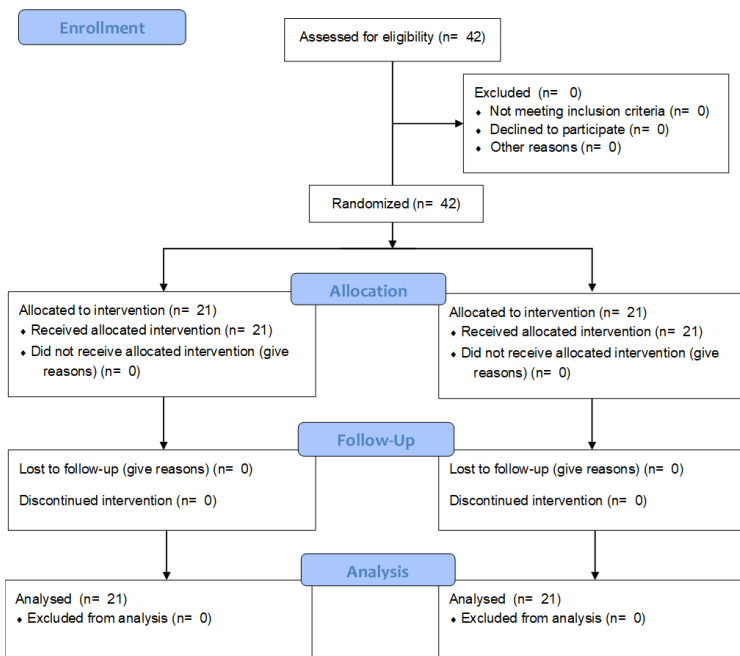 Enrollment
Assessed for eligibility (n= 42)
Excluded (n= 0)
♦ Not meeting inclusion criteria (n= 0)
♦ Declined to participate (n= 0)
♦ Other reasons (n= 0)
Randomized (n= 42)
Allocation
Allocated to intervention (n= 21)
♦ Received allocated intervention (n= 21)
♦ Did not receive allocated intervention (give
reasons) (n= 0)
Allocated to intervention (n= 21)
♦ Received allocated intervention (n= 21)
♦ Did not receive allocated intervention (give
reasons) (n= 0)
Follow-Up
Lost to follow-up (give reasons) (n= 0)
Discontinued intervention (n= 0)
Lost to follow-up (give reasons) (n= 0)
Discontinued intervention (n= 0)
Analysis
Analysed (n= 21)
♦ Excluded from analysis (n= 0)
Analysed (n= 21)
♦ Excluded from analysis (n= 0)